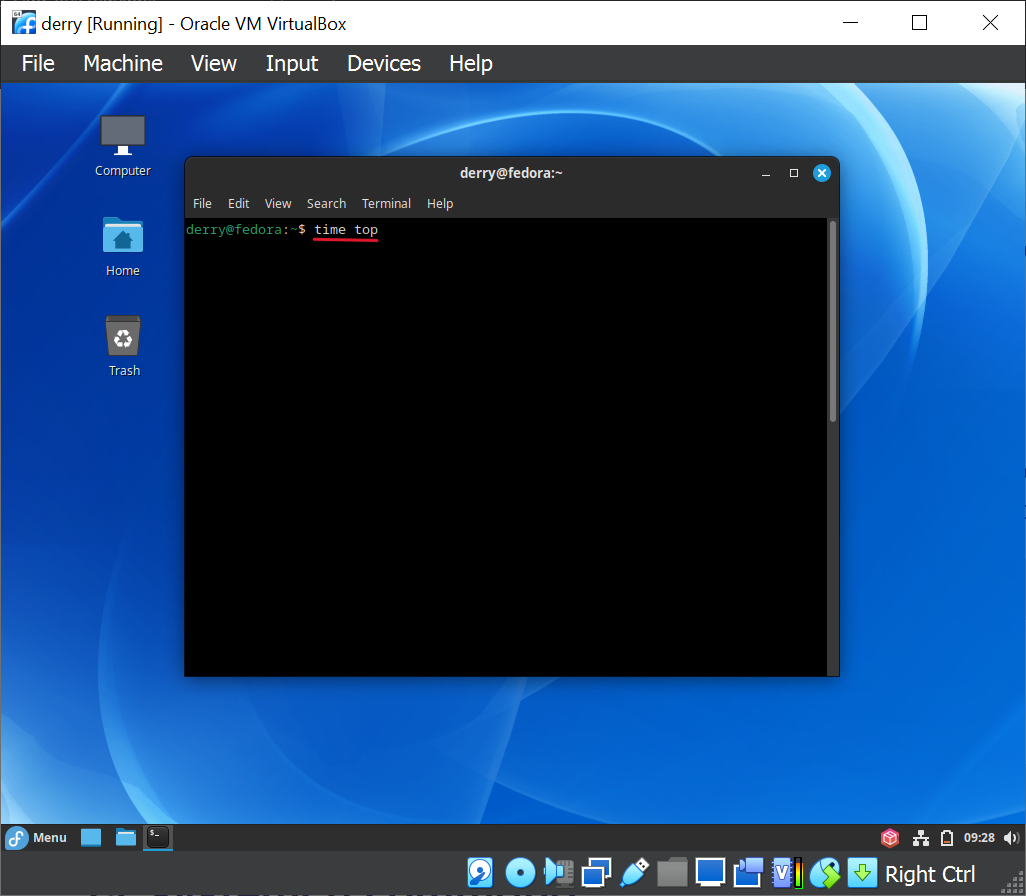 derry [Running] - Oracle VM VirtualBox
File Machine View Input Devices Help
Computer
Home
Trash
derry@fedora:~
File Edit View Search Terminal Help
derry@fedora:~$ time top
Menu
09:28
Right Ctrl